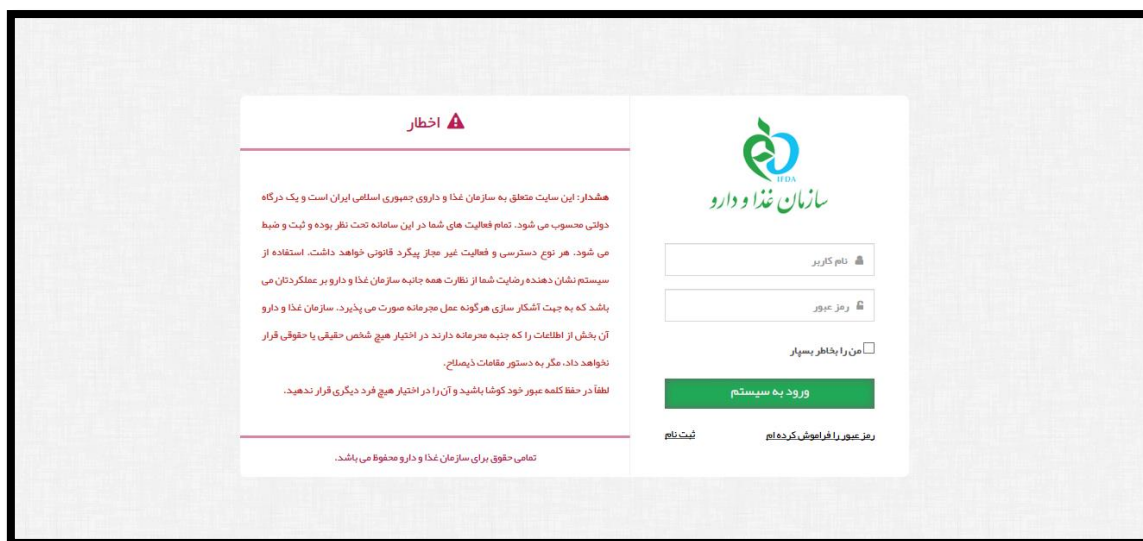 اخطار
هشدار: این سایت متعلق به سازمان غذا و داروی جمهوری اسلامی ایران است و یک درگاه
دولتی محسوب می شود. تمام فعالیت های شما در این سامانه تحت نظر بوده و ثبت و ضبط
می شود. هر نوع دسترسی و فعالیت غیر مجاز پیگرد قانونی خواهد داشت. استفاده از
سیستم نشان دهنده رضایت شما از نظارت همه جانبه سازمان غذا و دارو بر عملکردتان می
باشد که به جهت آشکار سازی هرگونه عمل مجرمانه صورت می پذیرد. سازمان غذا و دارو
آن بخش از اطلاعات را که جنبه محرمانه دارند در اختیار هیچ شخص حقیقی یا حقوقی قرار
نخواهد داد، مگر به دستور مقامات ذیصلاح.
لطفاً در حفظ کلمه عبور خود کوشا باشید و آن را در اختیار هیچ فرد دیگری قرار ندهید.
تمامی حقوق برای سازمان غذا و دارو محفوظ می باشد.
IFDA
سازمان غذا و دارو
نام کاربر
رمز عبور
من را بخاطر بسپار
ورود به سیستم
رمز عبور را فراموش کرده ام
ثبت نام